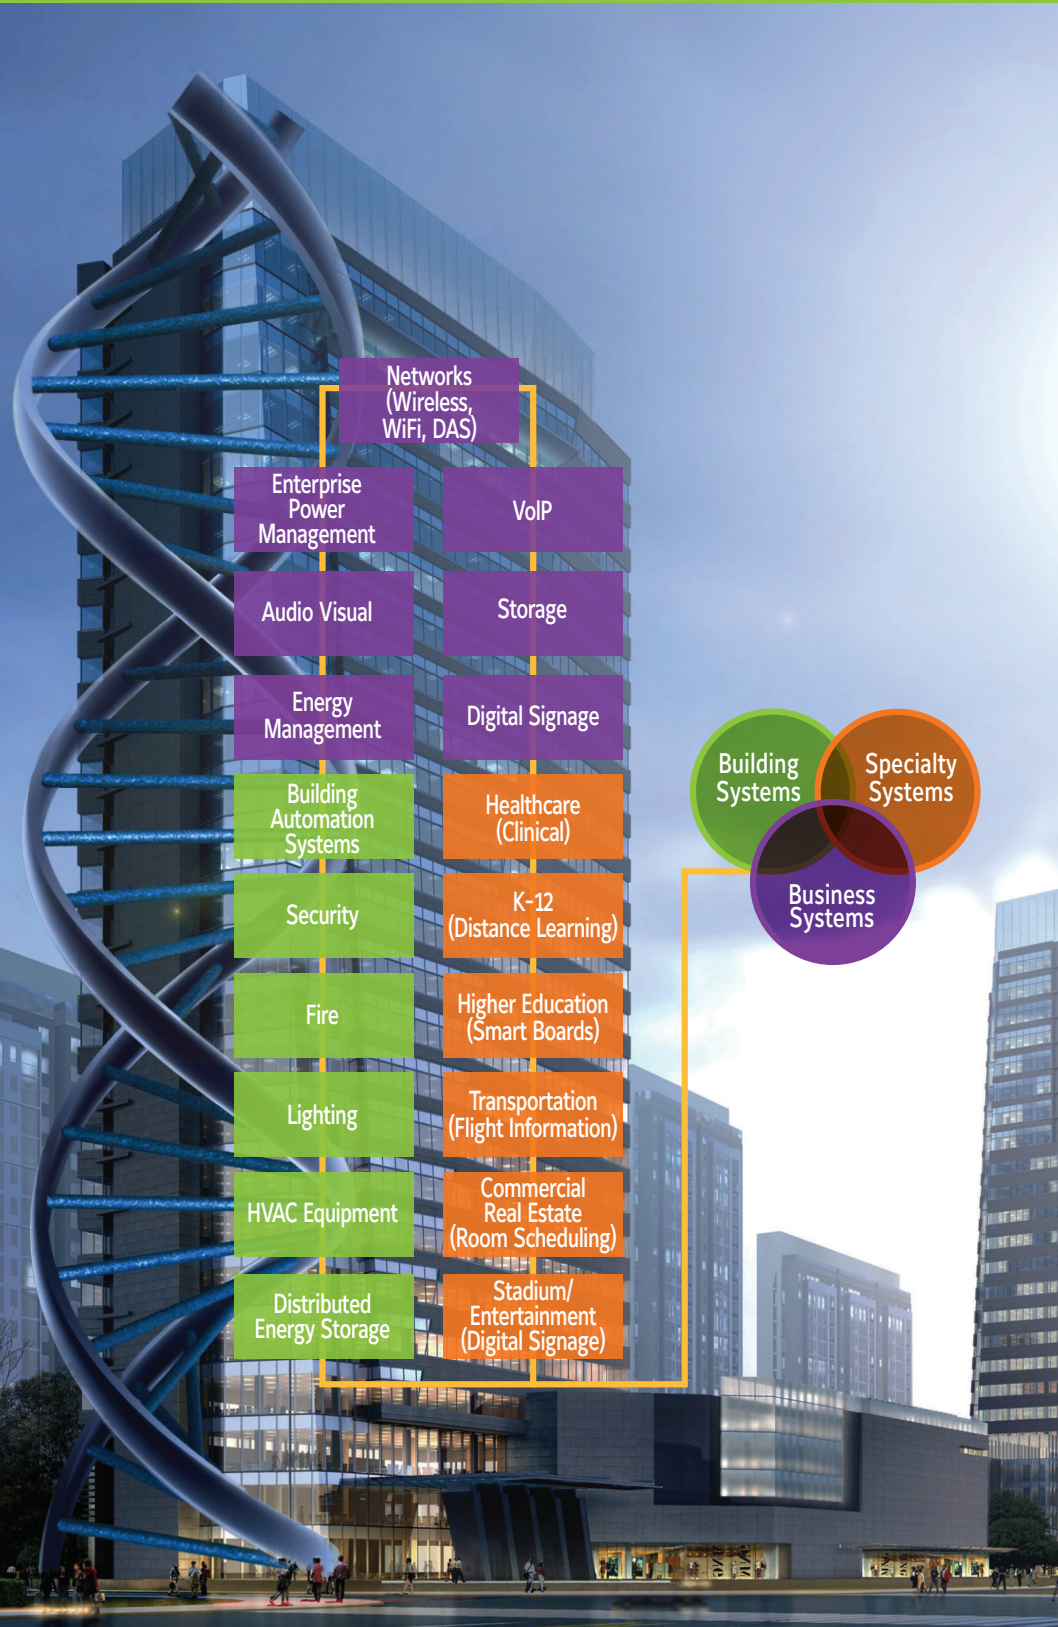 Networks
(Wireless,
WiFi, DAS)
Enterprise
Power
Management
VoIP
Audio Visual
Storage
Energy
Management
Digital Signage
Building
Automation
Systems
Healthcare
(Clinical)
Security
K-12
(Distance Learning)
Fire
Higher Education
(Smart Boards)
Lighting
Transportation
(Flight Information)
HVAC Equipment
Commercial
Real Estate
(Room Scheduling)
Distributed
Energy Storage
Stadium/
Entertainment
(Digital Signage)
Building
Systems
Specialty
Systems
Business
Systems